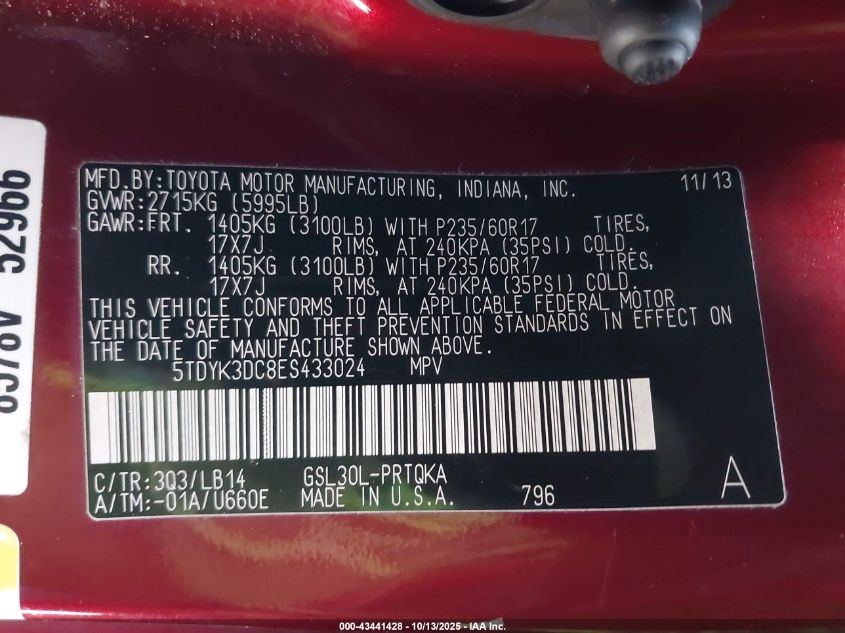 MFD.BY:TOYOTA MOTOR MANUFACTURING, INDIANA, INC. 11/13
GVWR:2715KG (5995LB)
GAWR:FRT. 1405KG (3100LB) WITH P235/60R17 TIRES,
17X7J RIMS, AT 240KPA (35PSI) COLD.
RR. 1405KG (3100LB) WITH P235/60R17 TIRES,
17X7J RIMS, AT 240KPA (35PSI) COLD.
THIS VEHICLE CONFORMS TO ALL APPLICABLE FEDERAL MOTOR
VEHICLE SAFETY AND THEFT PREVENTION STANDARDS IN EFFECT ON
THE DATE OF MANUFACTURE SHOWN ABOVE.
5TDYK3DC8ES433024 MPV
C/TR:3Q3/LB14 GSL30L-PRTQKA
A/TM:-01A/U660E MADE IN U.S.A. 796 A
52966
000-43441428 - 10/13/2025 - IAA Inc.